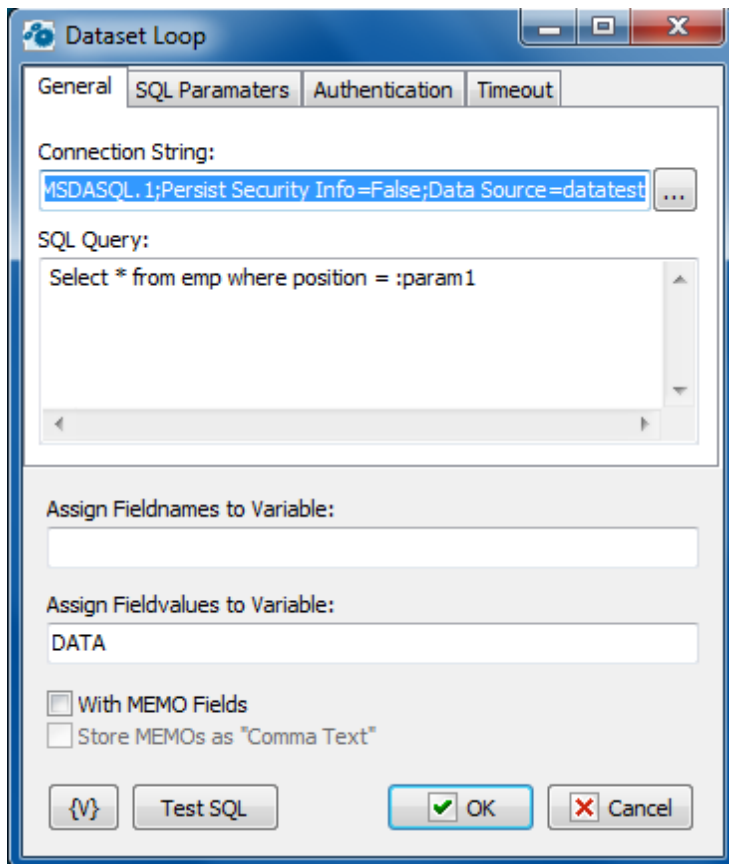 Dataset Loop
General SQL Paramaters Authentication Timeout
Connection String:
MSDASQL.1;Persist Security Info=False;Data Source=datatest ...
SQL Query:
Select * from emp where position = :param1
Assign Fieldnames to Variable:
Assign Fieldvalues to Variable:
DATA
With MEMO Fields
Store MEMOs as "Comma Text"
{V} Test SQL OK Cancel